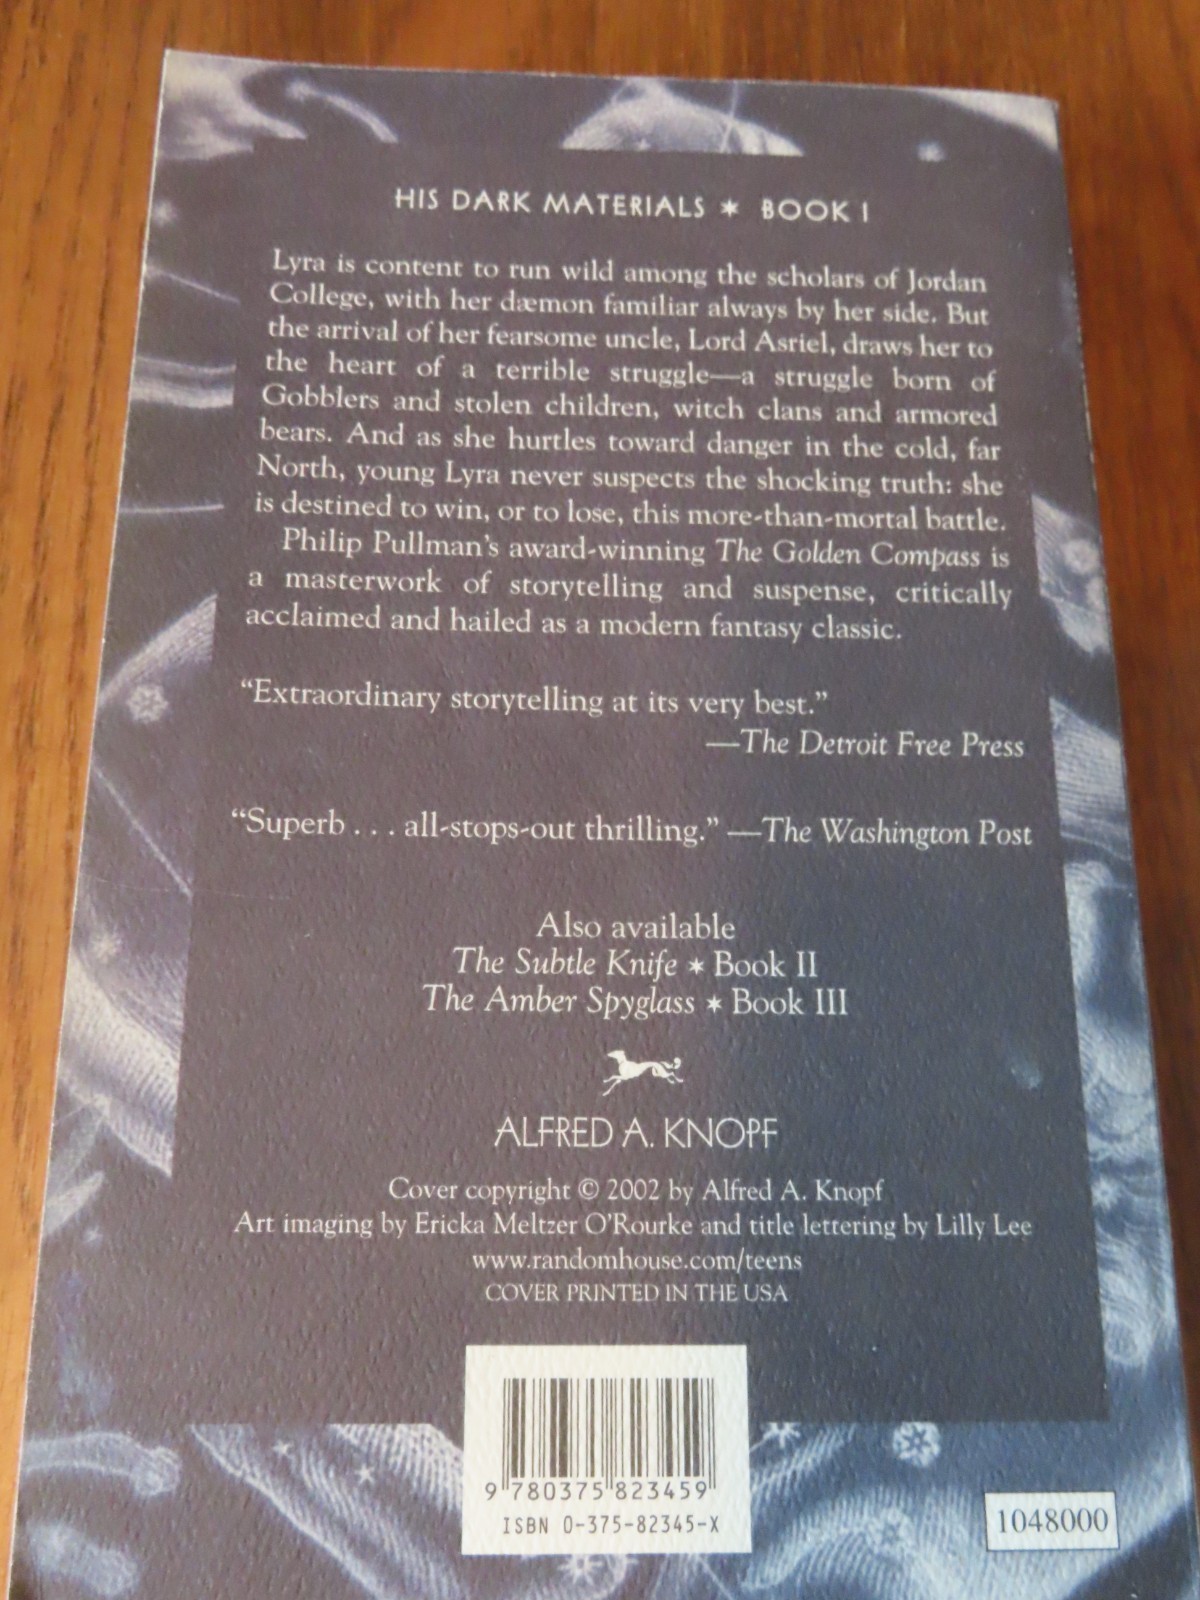 HIS DARK MATERIALS * BOOK I
Lyra is content to run wild among the scholars of Jordan
College, with her dæmon familiar always by her side. But
the arrival of her fearsome uncle, Lord Asriel, draws her to
the heart of a terrible struggle—a struggle born of
Gobblers and stolen children, witch clans and armored
bears. And as she hurtles toward danger in the cold, far
North, young Lyra never suspects the shocking truth: she
is destined to win, or to lose, this more-than-mortal battle.
Philip Pullman's award-winning The Golden Compass is
a masterwork of storytelling and suspense, critically
acclaimed and hailed as a modern fantasy classic.
“Extraordinary storytelling at its very best.”
—The Detroit Free Press
“Superb . . . all-stops-out thrilling.” —The Washington Post
Also available
The Subtle Knife * Book II
The Amber Spyglass * Book III
ALFRED A. KNOPF
Cover copyright © 2002 by Alfred A. Knopf
Art imaging by Ericka Meltzer O'Rourke and title lettering by Lilly Lee
www.randomhouse.com/teens
COVER PRINTED IN THE USA
9 780375 823459
ISBN 0-375-82345-X
1048000